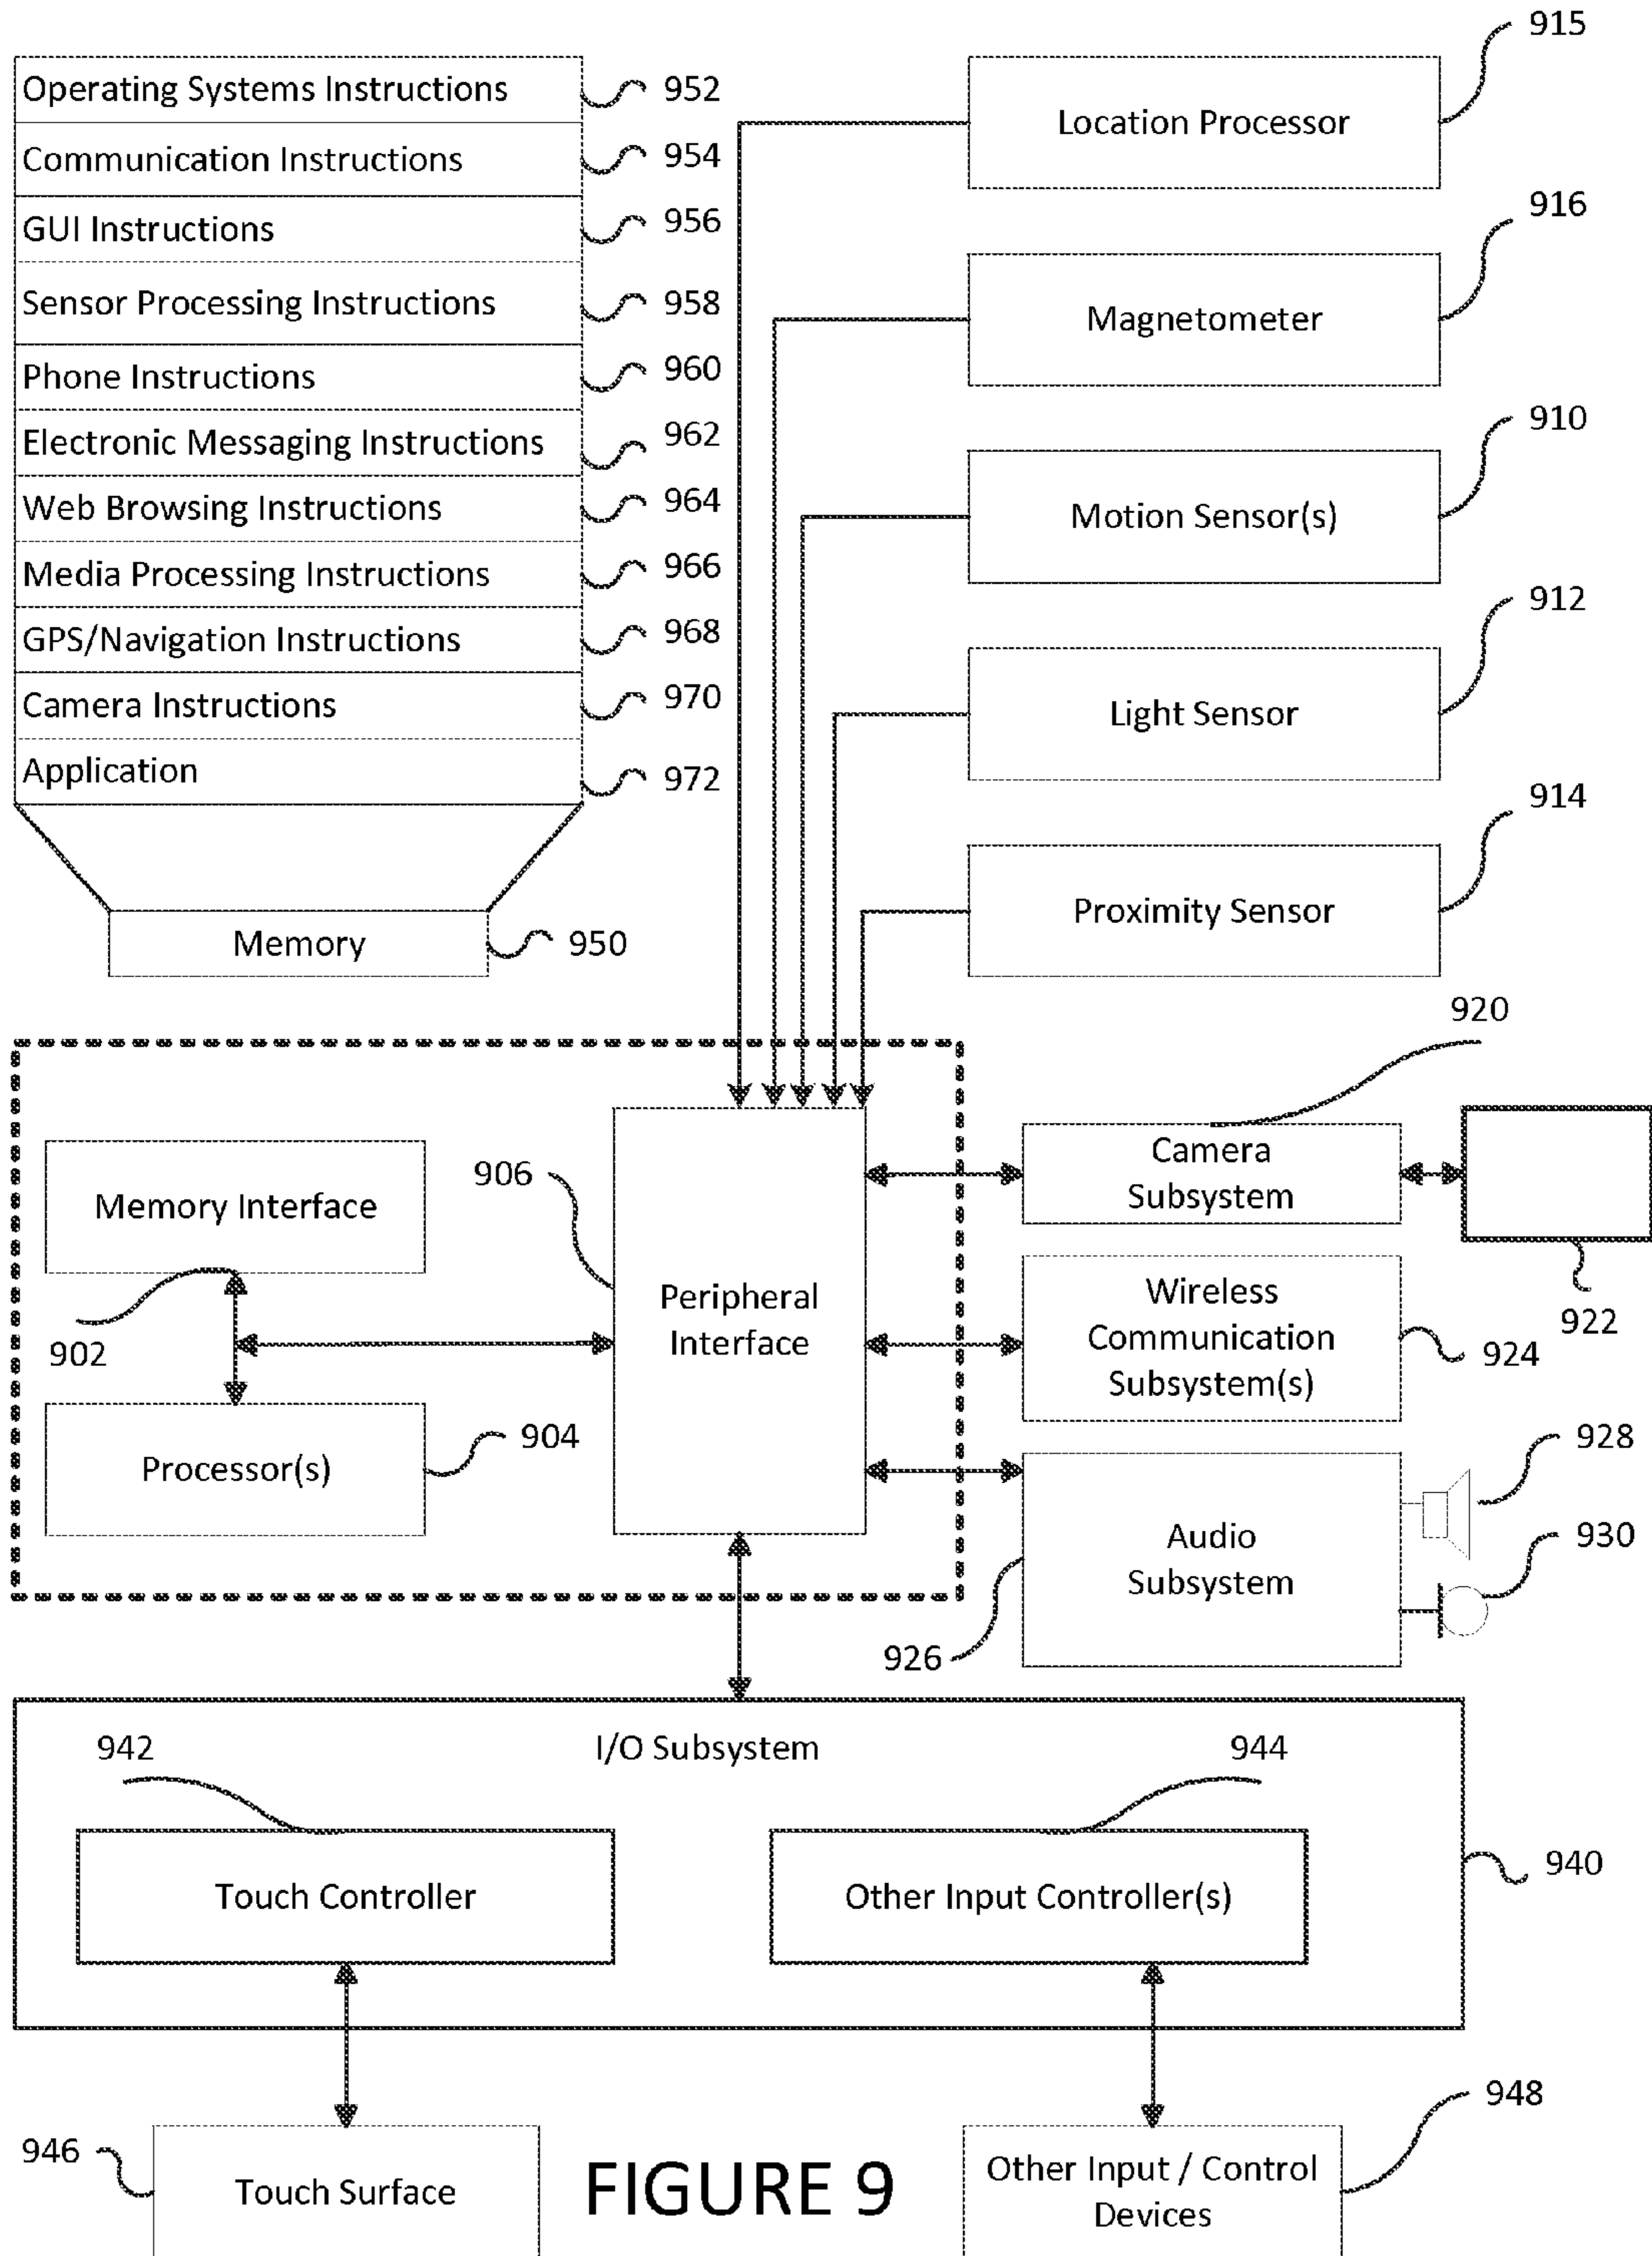 Operating Systems Instructions
952
Communication Instructions
954
GUI Instructions
956
Sensor Processing Instructions
958
Phone Instructions
960
Electronic Messaging Instructions
962
Web Browsing Instructions
964
Media Processing Instructions
966
GPS/Navigation Instructions
968
Camera Instructions
970
Application
972
Memory
950
915
Location Processor
916
Magnetometer
910
Motion Sensor(s)
912
Light Sensor
914
Proximity Sensor
920
Memory Interface
902
Processor(s)
904
906
Peripheral
Interface
Camera
Subsystem
922
Wireless
Communication
Subsystem(s)
924
Audio
Subsystem
926
928
930
I/O Subsystem
942
944
Touch Controller
Other Input Controller(s)
940
946
Touch Surface
FIGURE 9
Other Input / Control
Devices
948